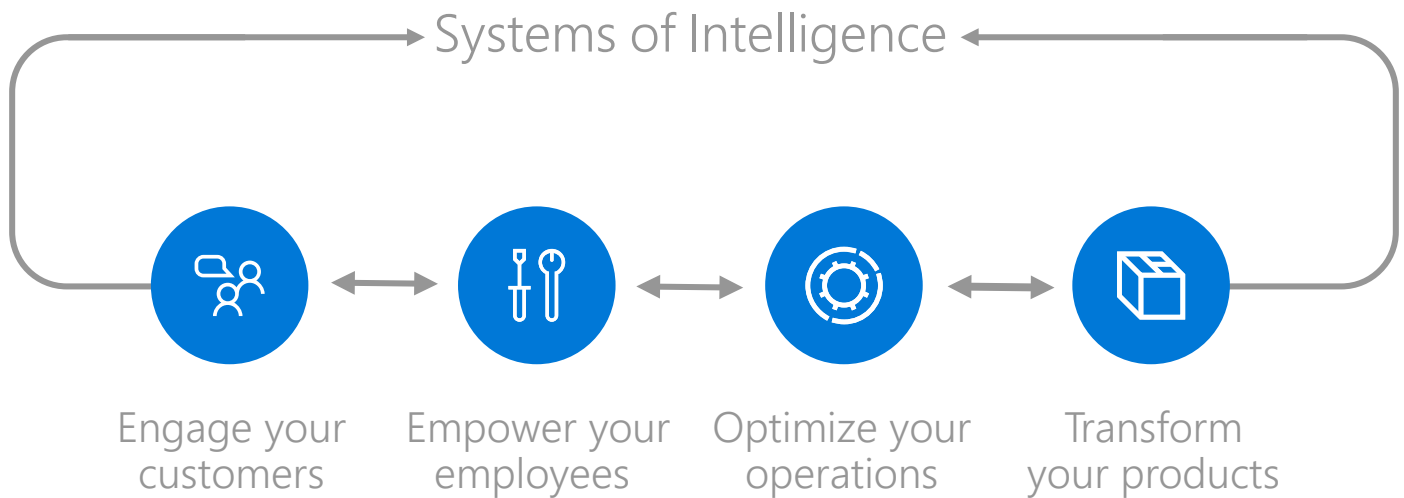 Systems of Intelligence
Engage your
customers
Empower your
employees
Optimize your
operations
Transform
your products